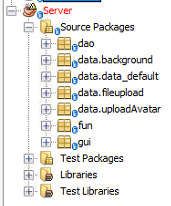 Server
Source Packages
dao
data.background
data.data_default
data.fileupload
data.uploadAvatar
fun
gui
Test Packages
Libraries
Test Libraries